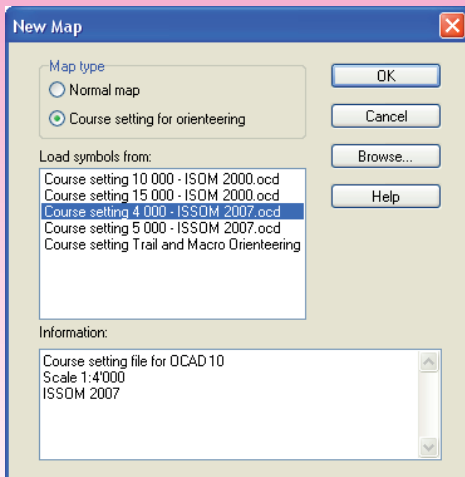 New Map
Map type
Normal map
Course setting for orienteering
OK
Cancel
Browse...
Help
Load symbols from:
Course setting 10 000 - ISOM 2000.ocd
Course setting 15 000 - ISOM 2000.ocd
Course setting 4 000 - ISSOM 2007.ocd
Course setting 5 000 - ISSOM 2007.ocd
Course setting Trail and Macro Orienteering
Information:
Course setting file for OCAD 10
Scale 1:4'000
ISSOM 2007